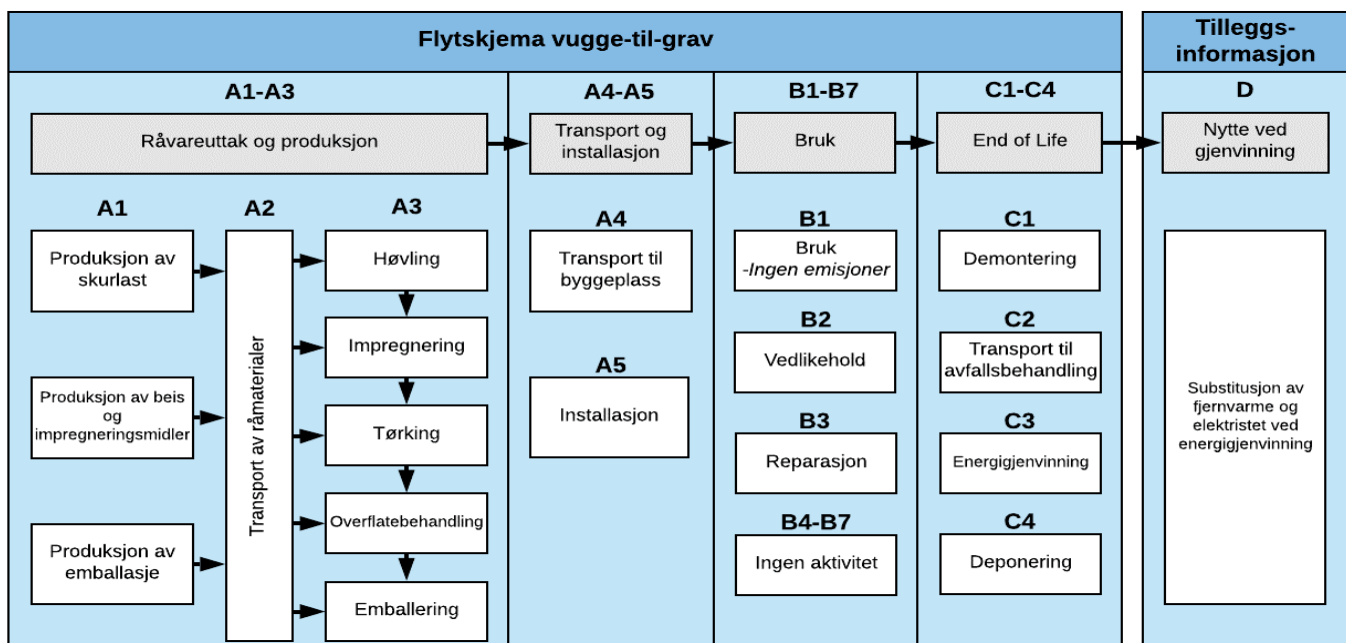 Flytskjema vugge-til-grav
Tilleggs-
informasjon
A1-A3
A4-A5
B1-B7
C1-C4
D
Råvareuttak og produksjon
Transport og
installasjon
Bruk
End of Life
Nytte ved
gjenvinning
A1
A2
A3
Produksjon av
skurlast
Produksjon av beis
og
impregneringsmidler
Produksjon av
emballasje
Transport av råmaterialer
Høvling
Impregnering
Tørking
Overflatebehandling
Emballering
A4
Transport til
byggeplass
A5
Installasjon
B1
Bruk
-Ingen emisjoner
B2
Vedlikehold
B3
Reparasjon
B4-B7
Ingen aktivitet
C1
Demontering
C2
Transport til
avfallsbehandling
C3
Energigjenvinning
C4
Deponering
Substitusjon av
fjernvarme og
elektristet ved
energigjenvinning